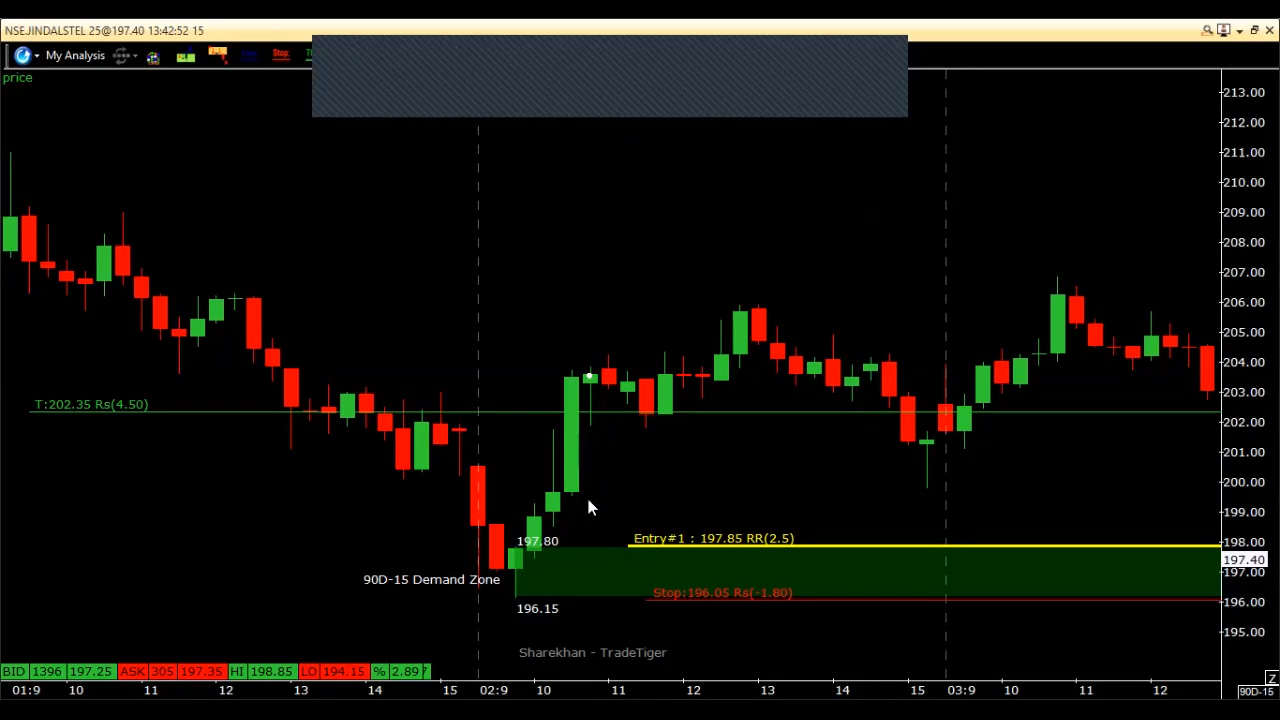 NSE.JINDALSTEL 25@197.40 13:42:52 15
My Analysis
Stop:
price
213.00
212.00
211.00
210.00
209.00
208.00
207.00
206.00
205.00
204.00
203.00
202.00
201.00
200.00
199.00
198.00
197.40
197.00
196.00
195.00
T:202.35 Rs(4.50)
197.80
Entry#1 : 197.85 RR(2.5)
90D-15 Demand Zone
Stop:196.05 Rs(-1.80)
196.15
Sharekhan - TradeTiger
BID 1396 197.25 ASK 305 197.35 HI 198.85 LO 194.15 % 2.89
Z
01:9 10 11 12 13 14 15 02:9 10 11 12 13 14 15 03:9 10 11 12
90D-15